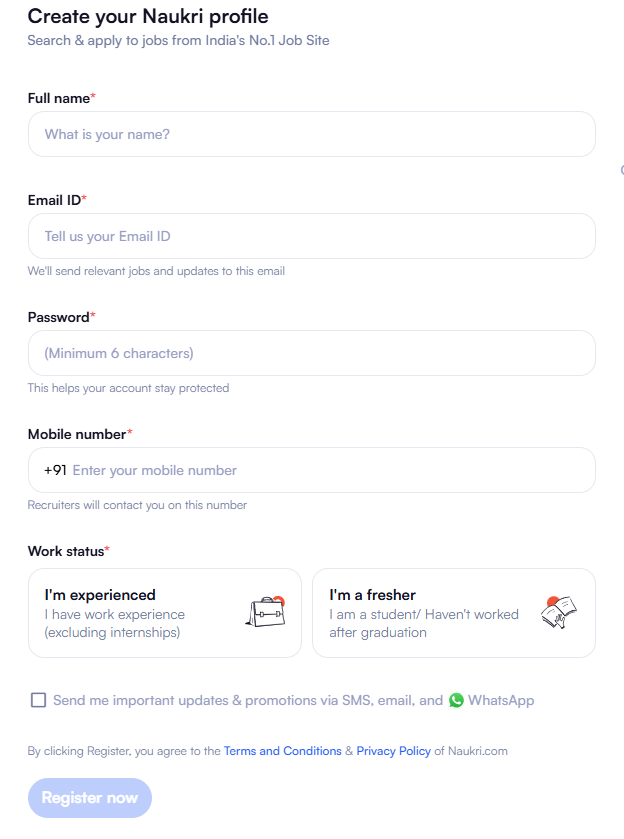 Create your Naukri profile
Search & apply to jobs from India's No.1 Job Site
Full name*
What is your name?
Email ID*
Tell us your Email ID
We'll send relevant jobs and updates to this email
Password*
(Minimum 6 characters)
This helps your account stay protected
Mobile number*
+91 Enter your mobile number
Recruiters will contact you on this number
Work status*
I'm experienced
I have work experience
(excluding internships)
I'm a fresher
I am a student/ Haven't worked
after graduation
Send me important updates & promotions via SMS, email, and WhatsApp
By clicking Register, you agree to the Terms and Conditions & Privacy Policy of Naukri.com
Register now